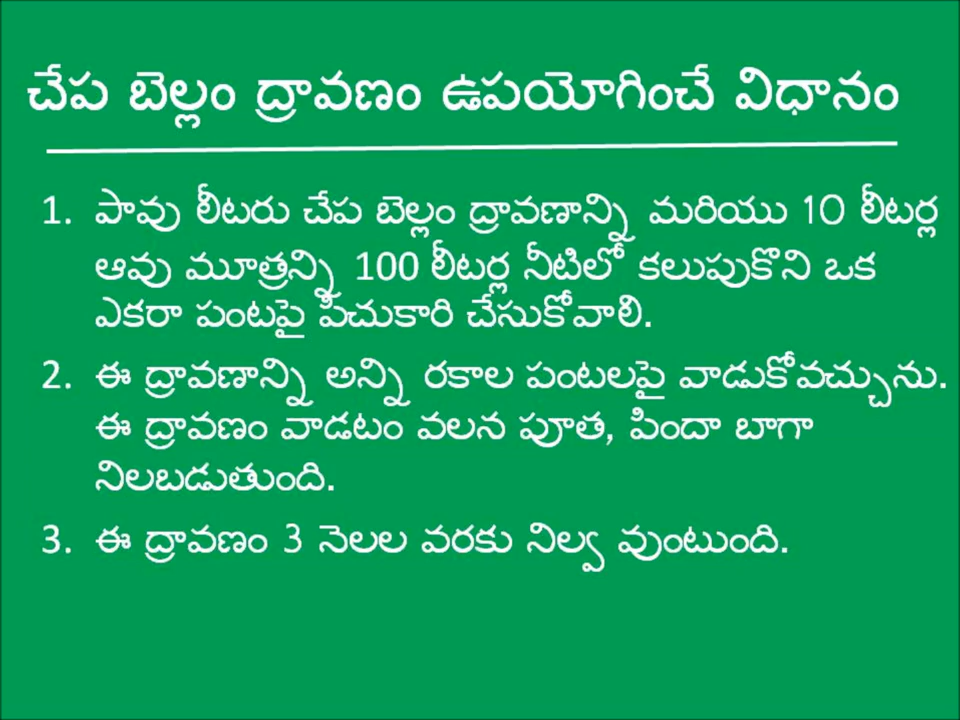 చేప బెల్లం ద్రావణం ఉపయోగించే విధానం
1. పావు లీటరు చేప బెల్లం ద్రావణాన్ని మరియు 10 లీటర్ల
ఆవు మూత్రన్ని 100 లీటర్ల నీటిలో కలుపుకొని ఒక
ఎకరా పంటపై పిచుకారి చేసుకోవాలి.
2. ఈ ద్రావణాన్ని అన్ని రకాల పంటలపై వాడుకోవచ్చును.
ఈ ద్రావణం వాడటం వలన పూత, పిందా బాగా
నిలబడుతుంది.
3. ఈ ద్రావణం 3 నెలల వరకు నిల్వ వుంటుంది.